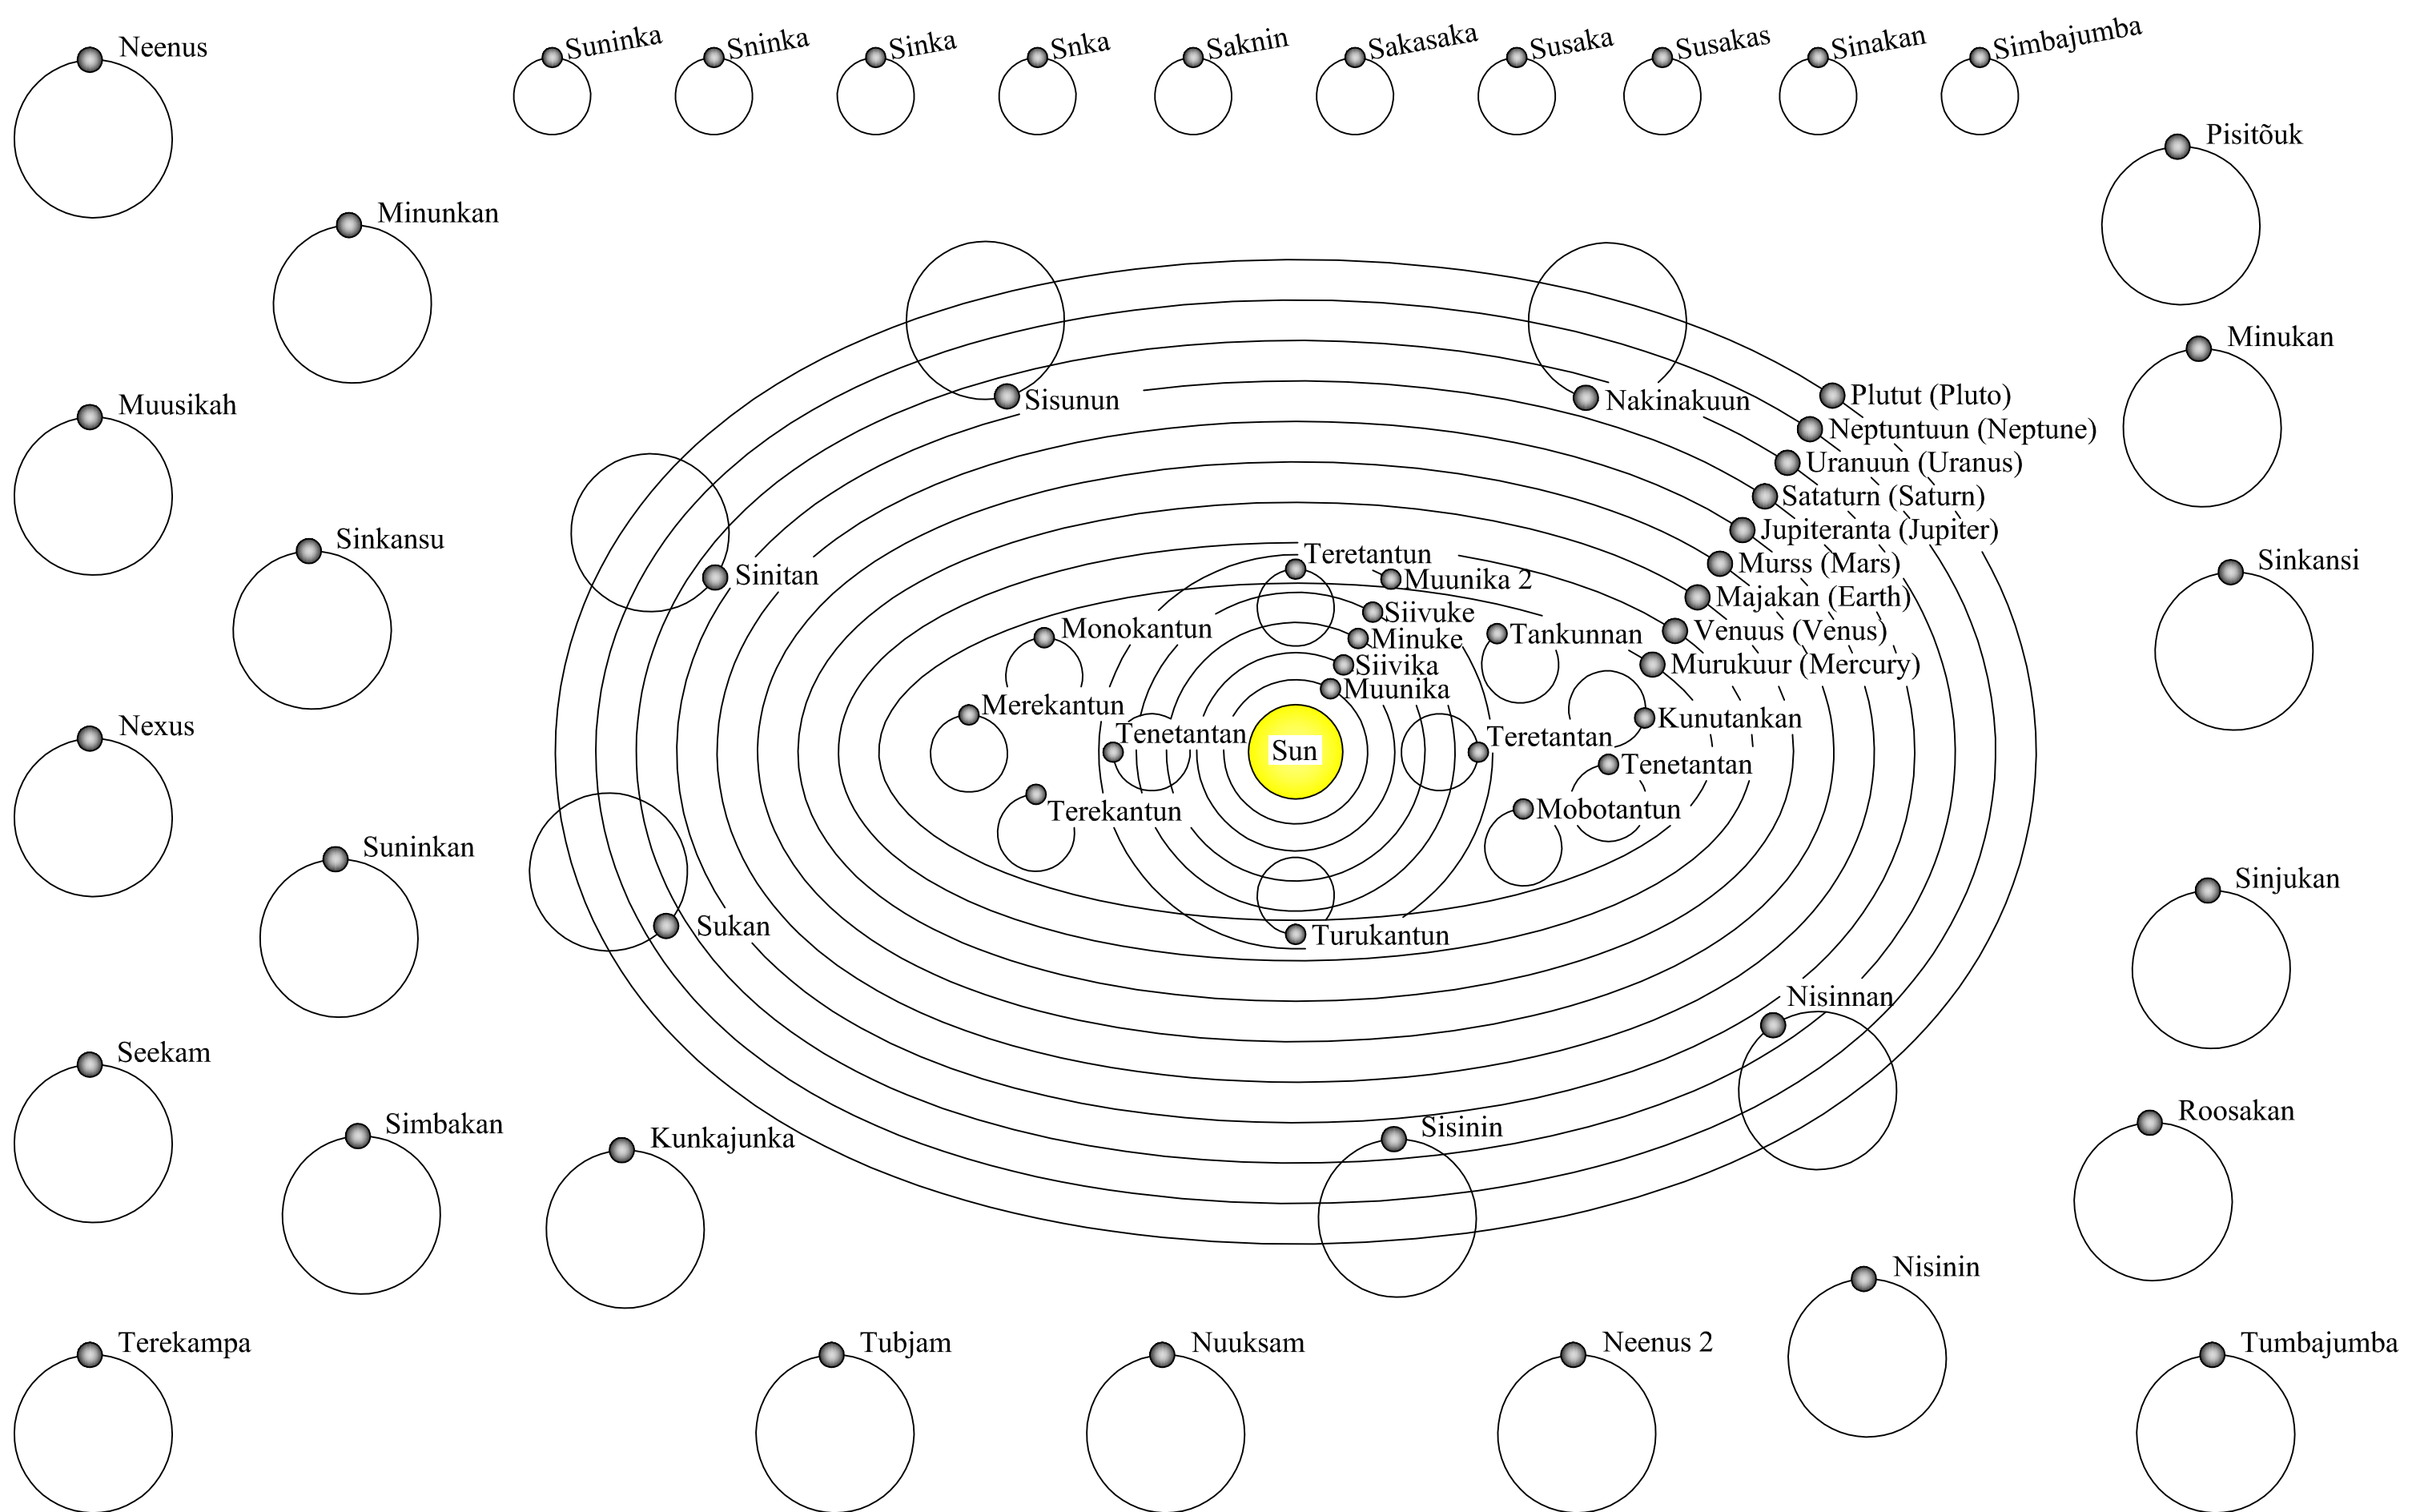 Neenus
Suninka
Sninka
Sinka
Snka
Saknin
Sakasaka
Susaka
Susakas
Sinakan
Simbajumba
Pisitõuk
Minunkan
Minukan
Muusikah
Sisunun
Nakinakuun
Plutut (Pluto)
Neptuntuun (Neptune)
Uranuun (Uranus)
Sataturn (Saturn)
Jupiteranta (Jupiter)
Sinkansu
Sinkansi
Teretantun
Murss (Mars)
Sinitan
Muunika 2
Majakan (Earth)
Siivuke
Monokantun
Minuke
Tankunnan
Venuus (Venus)
Siivika
Murukuur (Mercury)
Muunika
Merekantun
Kunutankan
Nexus
Tenetantan
Teretantan
Sun
Tenetantan
Terekantun
Mobotantun
Suninkan
Sinjukan
Sukan
Turukantun
Nisinnan
Seekam
Simbakan
Sisinin
Roosakan
Kunkajunka
Nisinin
Terekampa
Tubjam
Nuuksam
Neenus 2
Tumbajumba